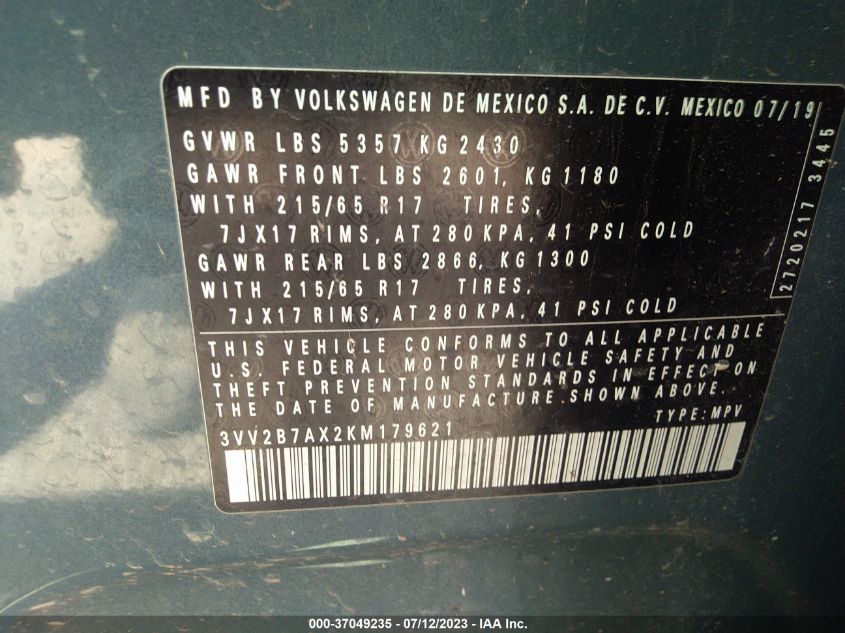 MFD BY VOLKSWAGEN DE MEXICO S.A. DE C.V. MEXICO 07/19
GVWR LBS 5357 KG 2430
GAWR FRONT LBS 2601, KG 1180
WITH 215/65 R17 TIRES,
7JX17 RIMS, AT 280 KPA, 41 PSI COLD
GAWR REAR LBS 2866, KG 1300
WITH 215/65 R17 TIRES,
7JX17 RIMS, AT 280 KPA, 41 PSI COLD
2720217 3445
THIS VEHICLE CONFORMS TO ALL APPLICABLE
U.S. FEDERAL MOTOR VEHICLE SAFETY AND
THEFT PREVENTION STANDARDS IN EFFECT ON
THE DATE OF MANUFACTURE SHOWN ABOVE.
TYPE: MPV
3VV2B7AX2KM179621
000-37049235 - 07/12/2023 - IAA Inc.